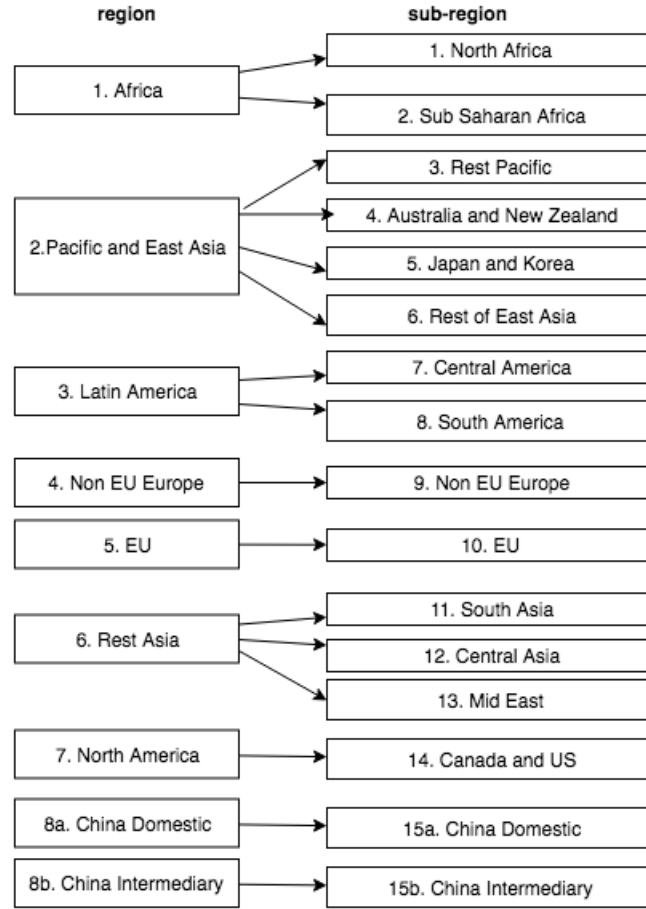 region
sub-region
1. Africa
1. North Africa
2. Sub Saharan Africa
2.Pacific and East Asia
3. Rest Pacific
4. Australia and New Zealand
5. Japan and Korea
6. Rest of East Asia
3. Latin America
7. Central America
8. South America
4. Non EU Europe
9. Non EU Europe
5. EU
10. EU
6. Rest Asia
11. South Asia
12. Central Asia
13. Mid East
7. North America
14. Canada and US
8a. China Domestic
15a. China Domestic
8b. China Intermediary
15b. China Intermediary